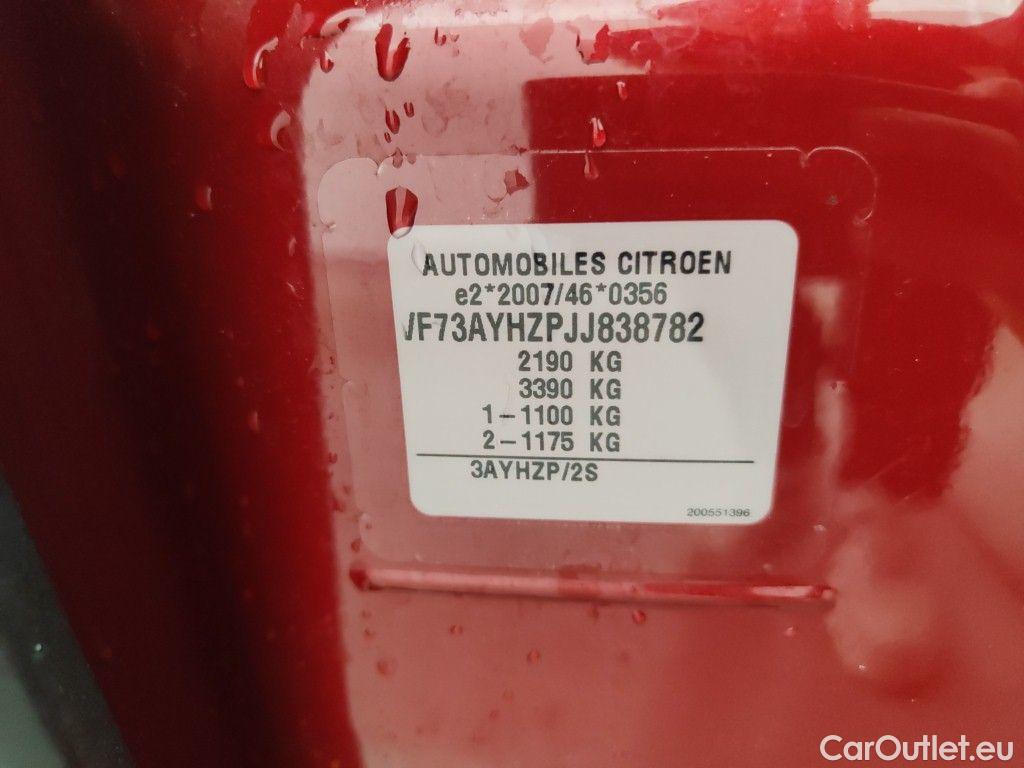 AUTOMOBILES CITROEN
e2*2007/46*0356
VF73AYHZPJJ838782
2190 KG
3390 KG
1-1100 KG
2-1175 KG
3AYHZP/2S
200551396
CarOutlet.eu